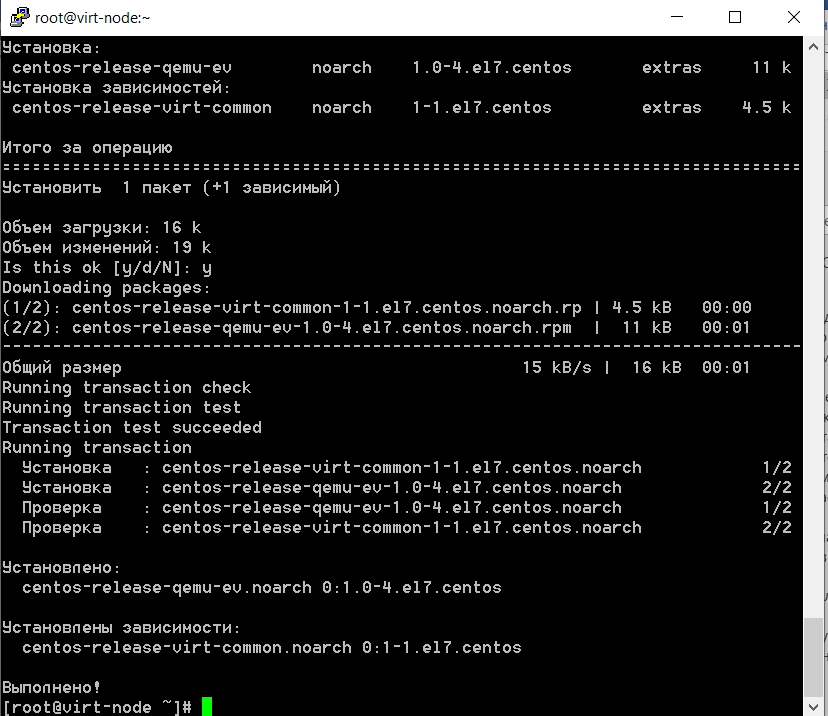 root@virt-node:~
Установка:
centos-release-qemu-ev noarch 1.0-4.el7.centos extras 11 k
Установка зависимостей:
centos-release-virt-common noarch 1-1.el7.centos extras 4.5 k
Итого за операцию
================================================================================
Установить 1 пакет (+1 зависимый)
Объем загрузки: 16 k
Объем изменений: 19 k
Is this ok [y/d/N]: y
Downloading packages:
(1/2): centos-release-virt-common-1-1.el7.centos.noarch.rp | 4.5 kB 00:00
(2/2): centos-release-qemu-ev-1.0-4.el7.centos.noarch.rpm | 11 kB 00:01
--------------------------------------------------------------------------------
Общий размер 15 kB/s | 16 kB 00:01
Running transaction check
Running transaction test
Transaction test succeeded
Running transaction
Установка : centos-release-virt-common-1-1.el7.centos.noarch 1/2
Установка : centos-release-qemu-ev-1.0-4.el7.centos.noarch 2/2
Проверка : centos-release-qemu-ev-1.0-4.el7.centos.noarch 1/2
Проверка : centos-release-virt-common-1-1.el7.centos.noarch 2/2
Установлено:
centos-release-qemu-ev.noarch 0:1.0-4.el7.centos
Установлены зависимости:
centos-release-virt-common.noarch 0:1-1.el7.centos
Выполнено!
[root@virt-node ~]#